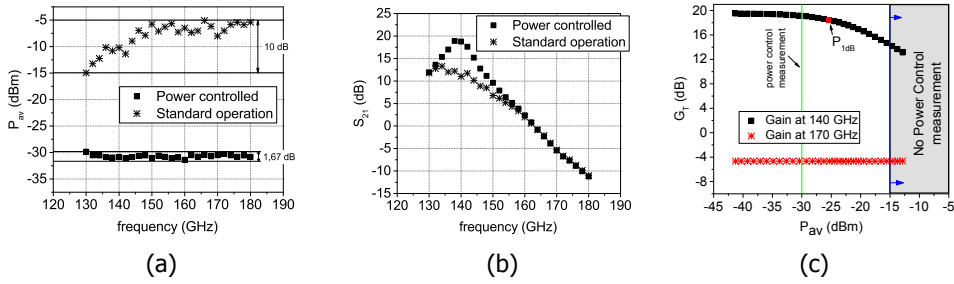 -5
-10
-15
-20
-25
-30
-35
P_av (dBm)
10 dB
Power controlled
Standard operation
1,67 dB
120 130 140 150 160 170 180 190
frequency (GHz)
(a)
25
20
15
10
5
0
-5
-10
-15
S_21 (dB)
Power controlled
Standard operation
120 130 140 150 160 170 180 190
frequency (GHz)
(b)
20
16
12
8
4
0
-4
-8
G_T (dB)
power control
measurement
P_1dB
Gain at 140 GHz
Gain at 170 GHz
No Power Control
measurement
-45 -40 -35 -30 -25 -20 -15 -10 -5
P_av (dBm)
(c)